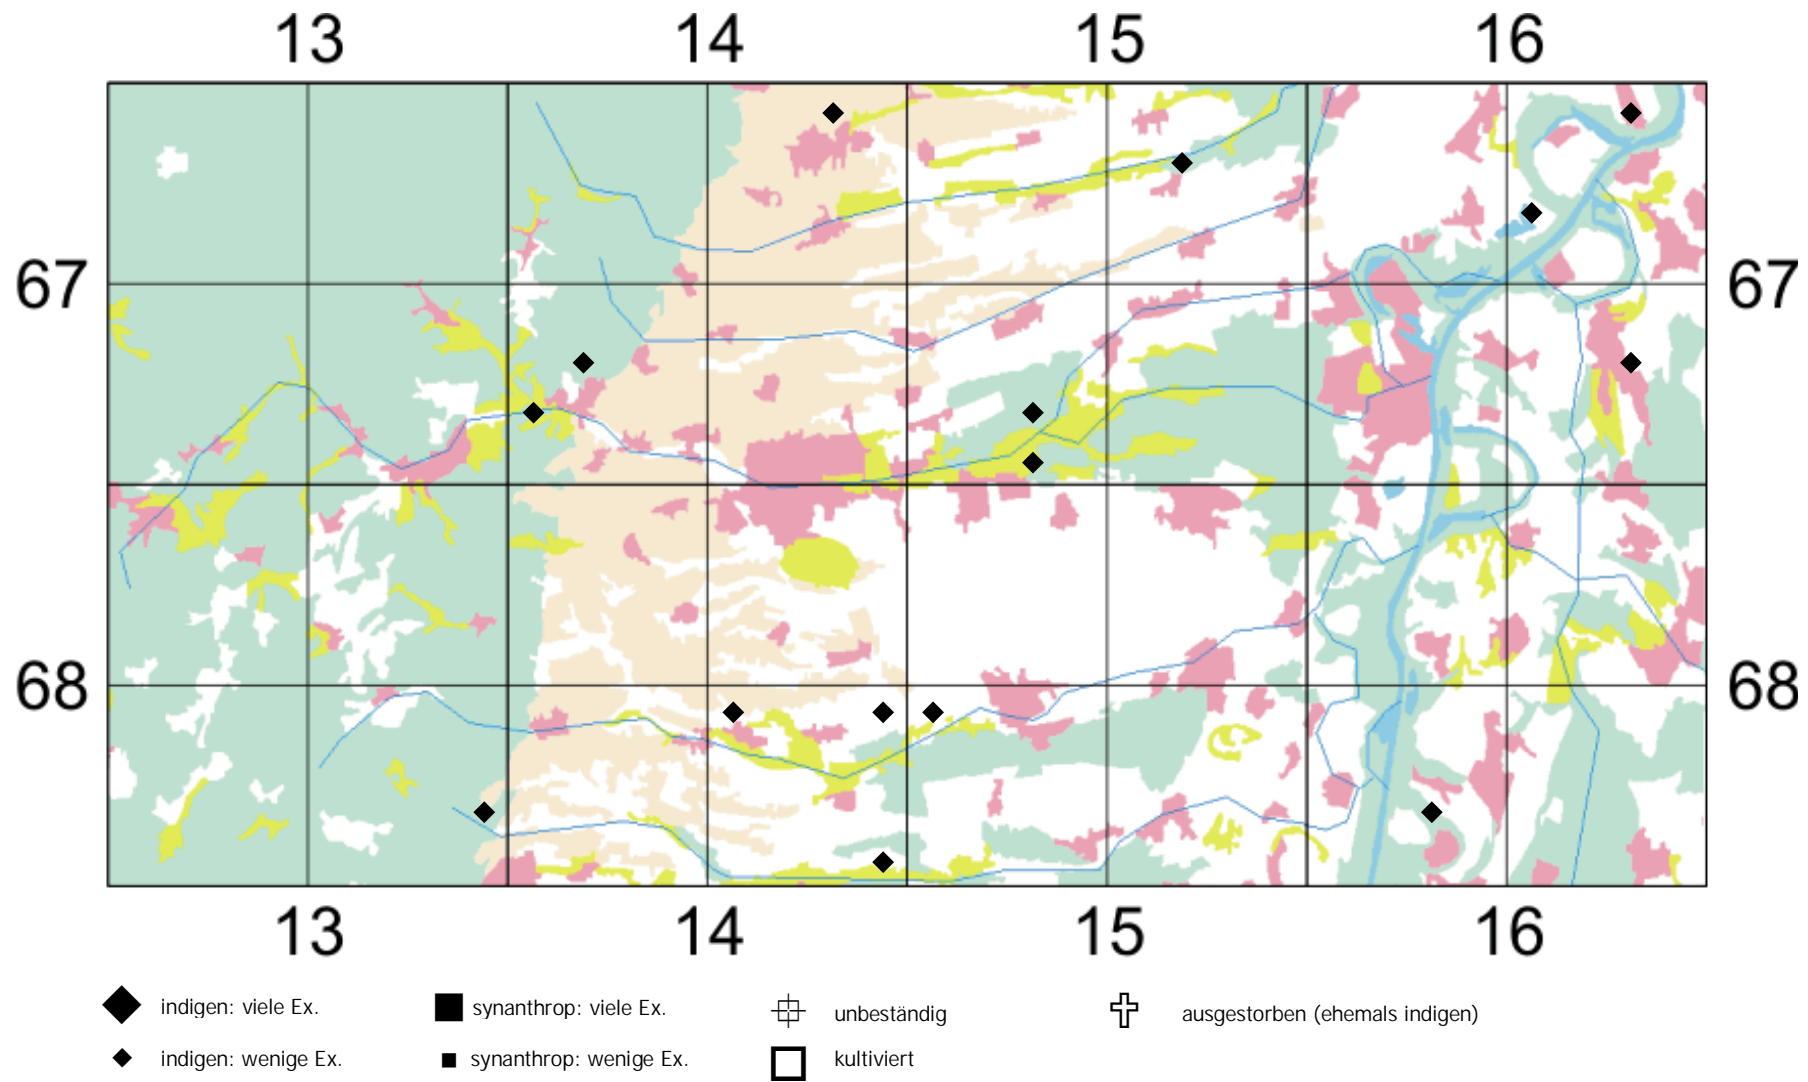 13 14 15 16
67 67
68 68
13 14 15 16
indigen: viele Ex. synanthrop: viele Ex. unbeständig ausgestorben (ehemals indigen)
indigen: wenige Ex. synanthrop: wenige Ex. kultiviert